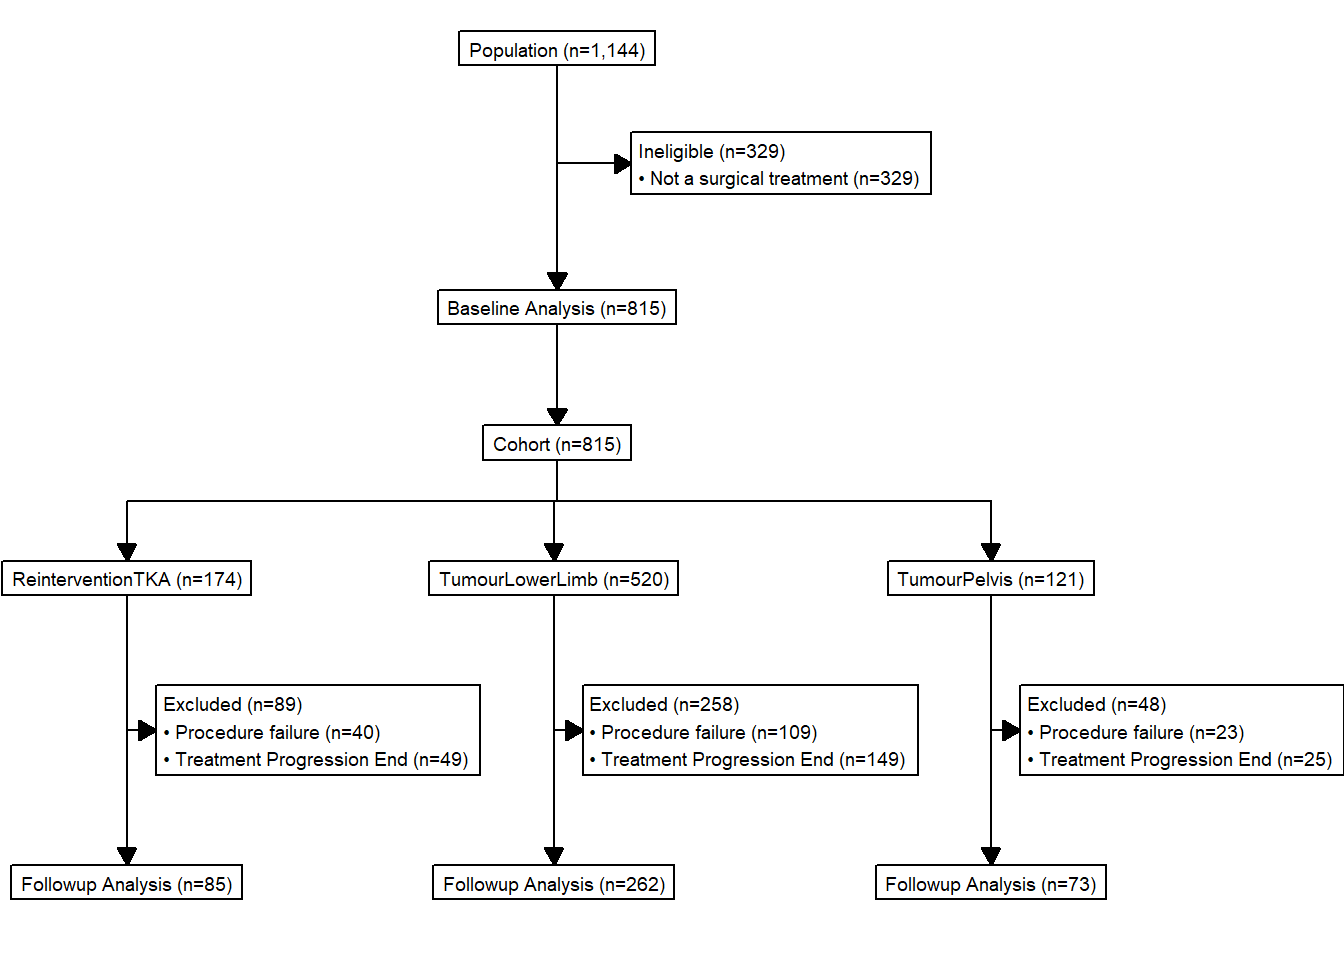 Population (n=1,144)
Ineligible (n=329)
• Not a surgical treatment (n=329)
Baseline Analysis (n=815)
Cohort (n=815)
ReinterventionTKA (n=174)
TumourLowerLimb (n=520)
TumourPelvis (n=121)
Excluded (n=89)
• Procedure failure (n=40)
• Treatment Progression End (n=49)
Excluded (n=258)
• Procedure failure (n=109)
• Treatment Progression End (n=149)
Excluded (n=48)
• Procedure failure (n=23)
• Treatment Progression End (n=25)
Followup Analysis (n=85)
Followup Analysis (n=262)
Followup Analysis (n=73)